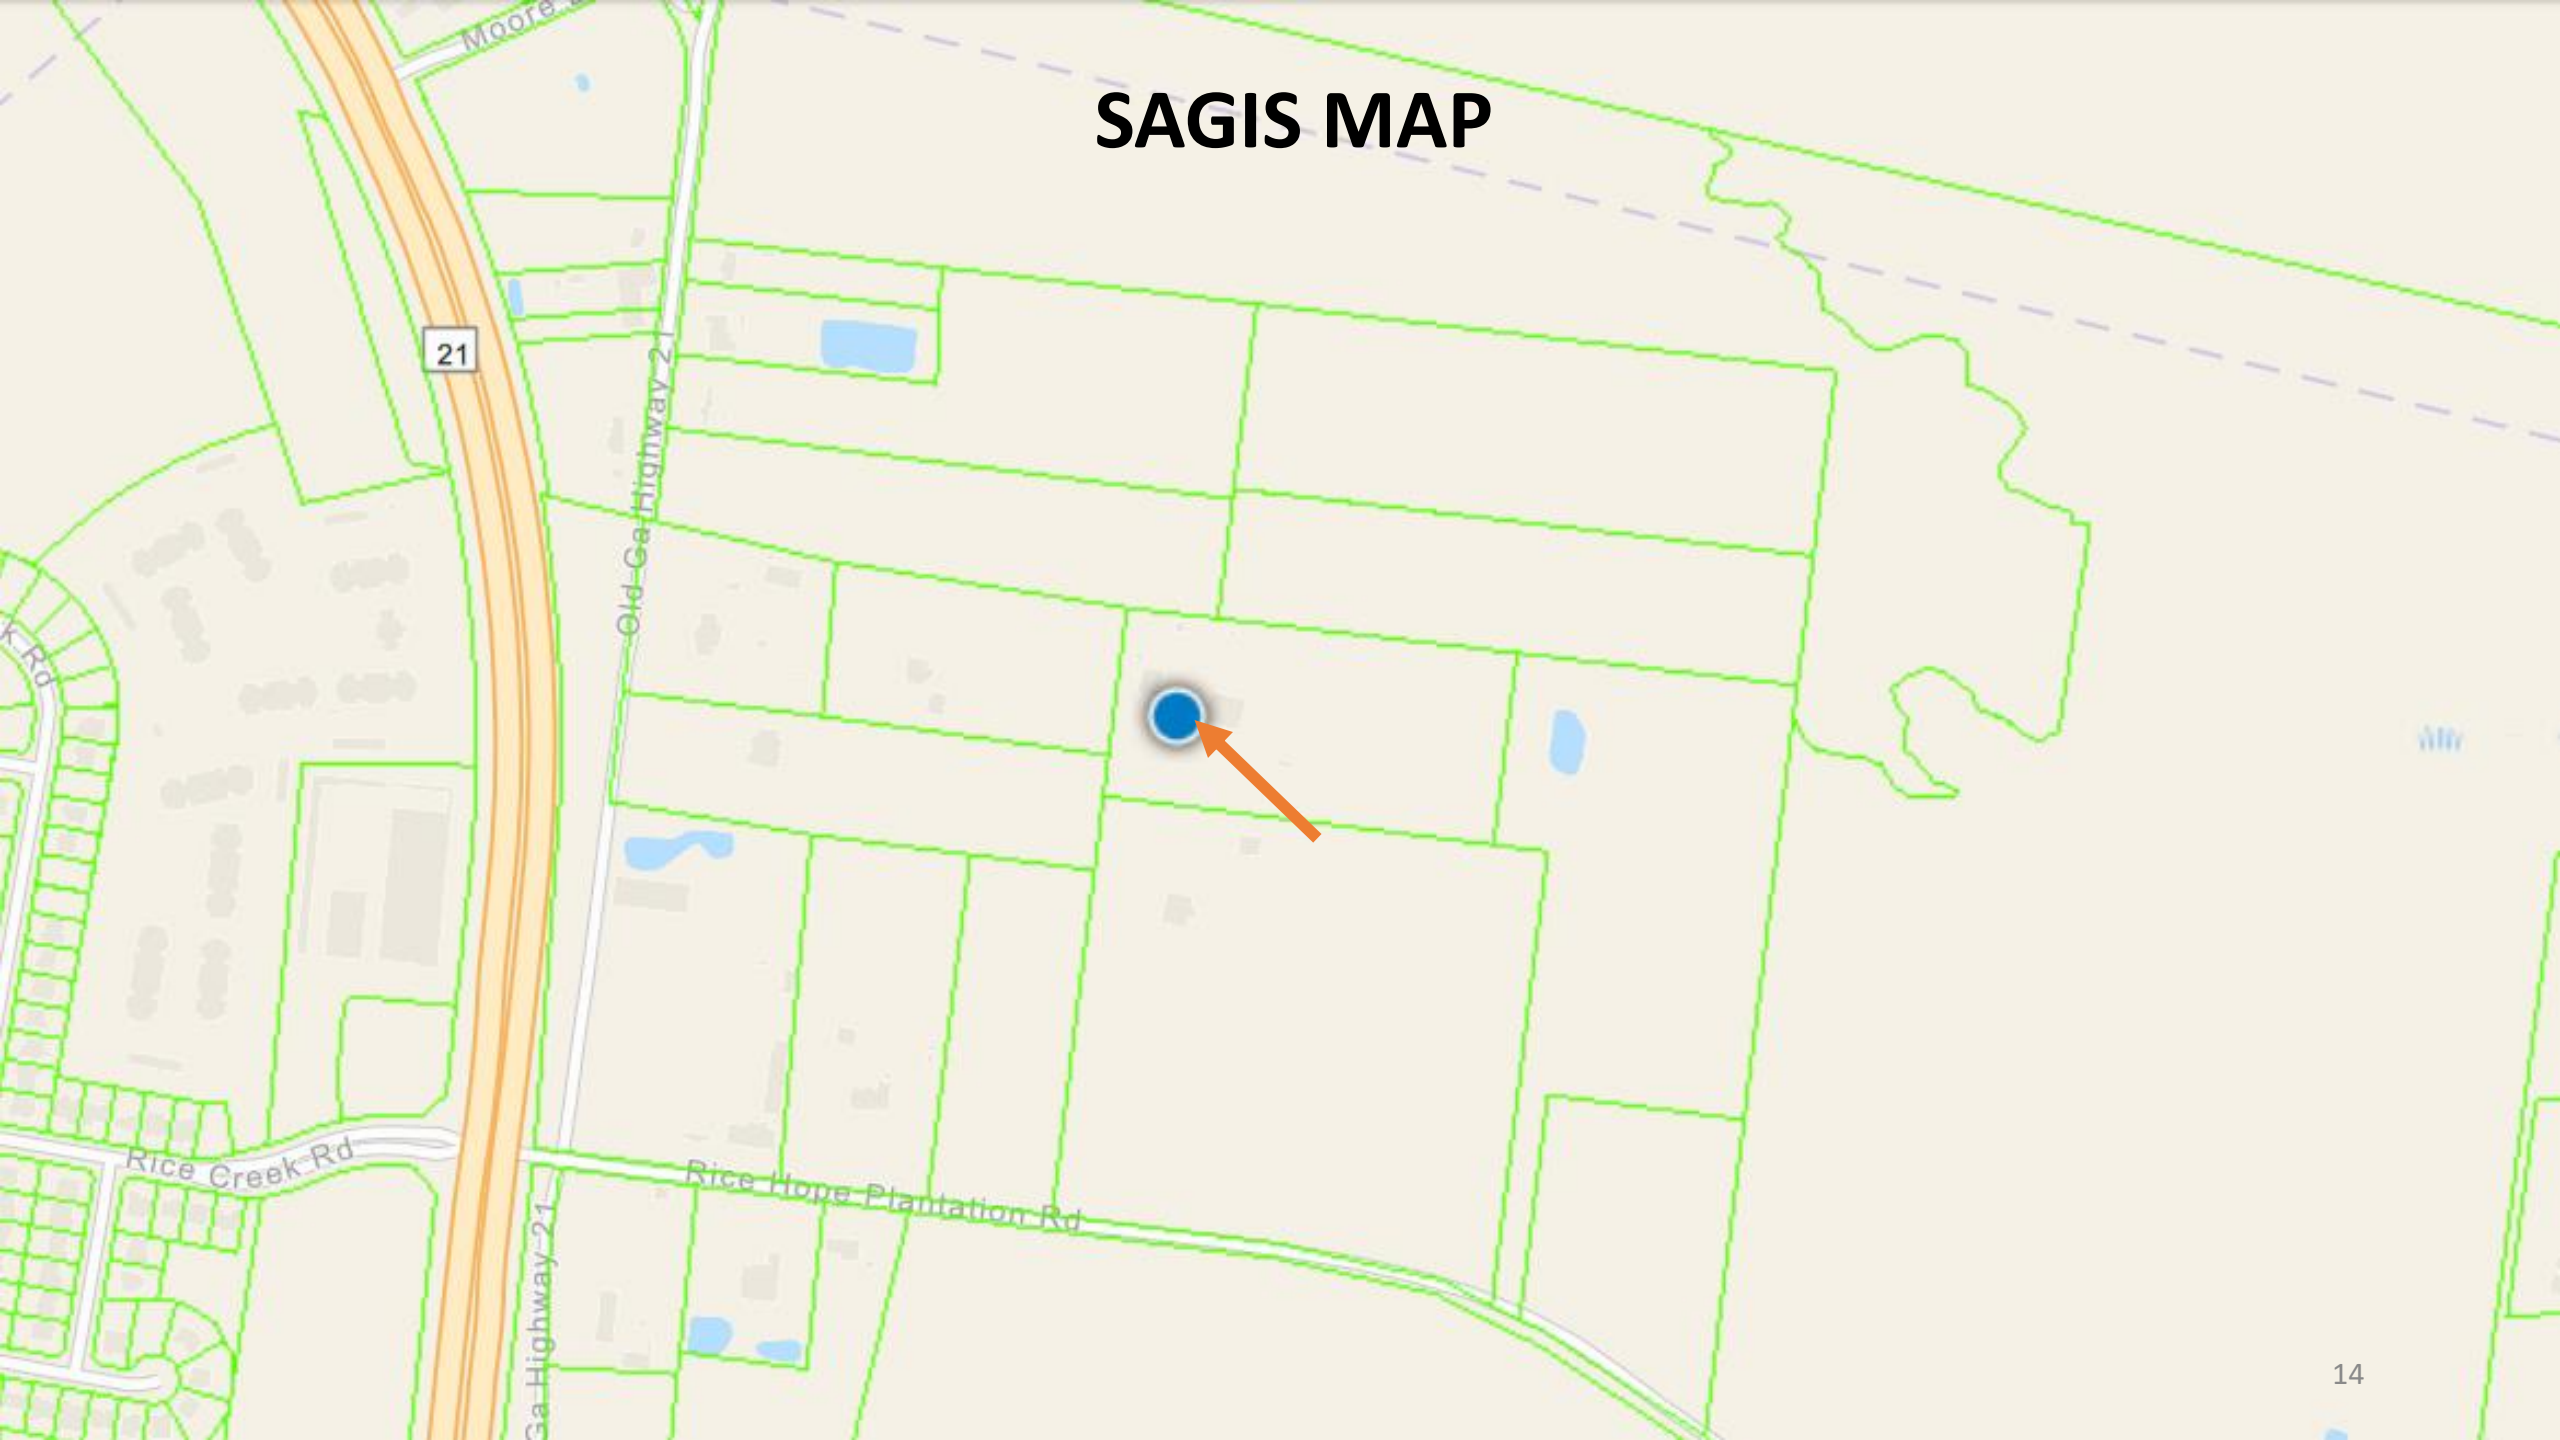 Moore
SAGIS MAP
21
Old Ga Highway 21
k Rd
Rice Creek Rd
Rice Hope Plantation Rd
Ga Highway 21
14